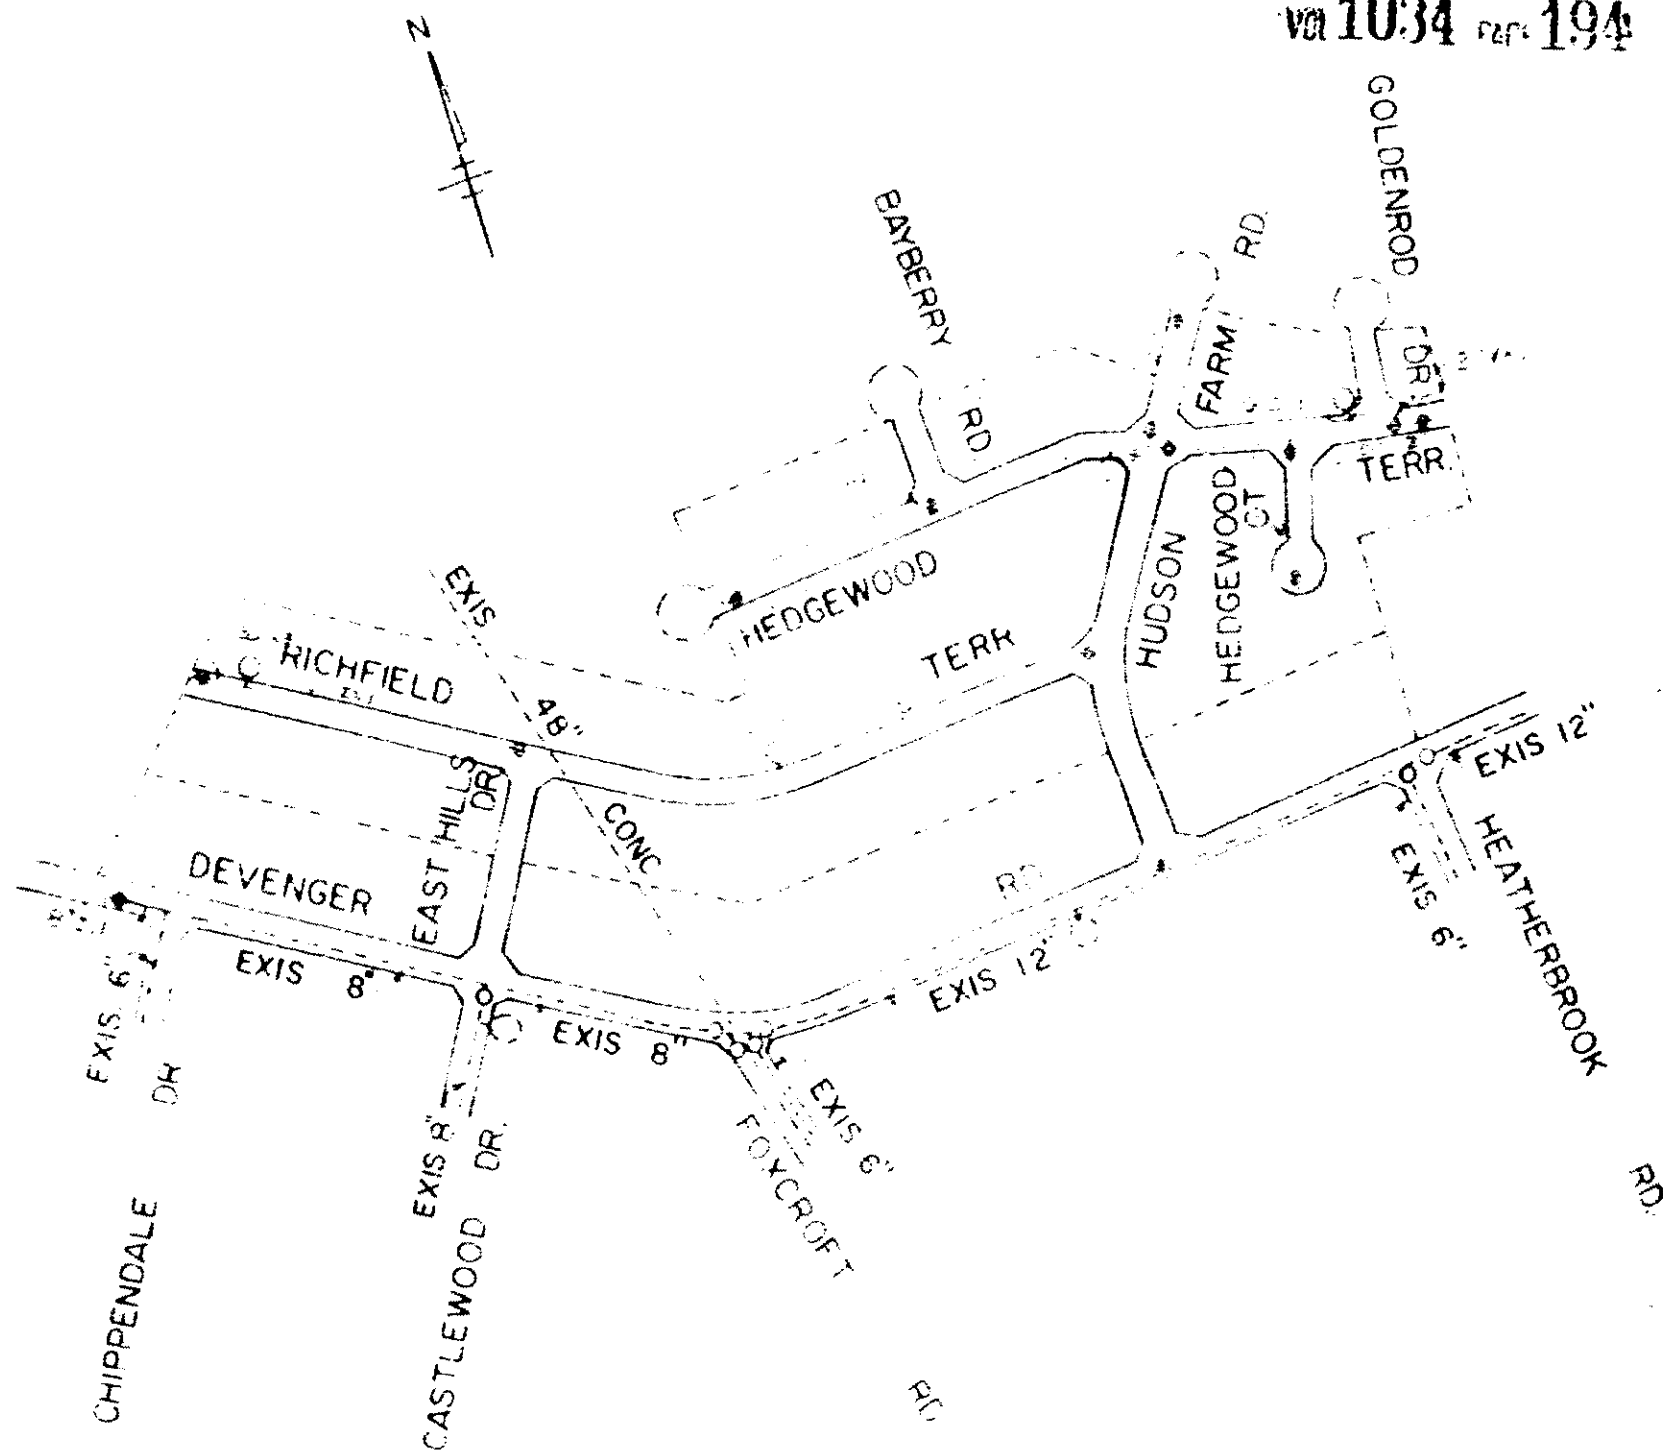 VOL 1034 PAGE 194
N
GOLDENROD
DR.
BAYBERRY
RD
FARM
RD.
HEDGEWOOD
TERR.
HEDGEWOOD
CT
HUDSON
EXIS
48"
CONC
RICHFIELD
TERR
EAST HILLS
DR.
DEVENGER
RD
EXIS 8"
EXIS 8"
EXIS 12"
EXIS 12"
EXIS 6"
EXIS 8"
EXIS 6"
EXIS 6"
CHIPPENDALE
DR
CASTLEWOOD DR.
FOXCROFT
RD.
HEATHERBROOK
RD.